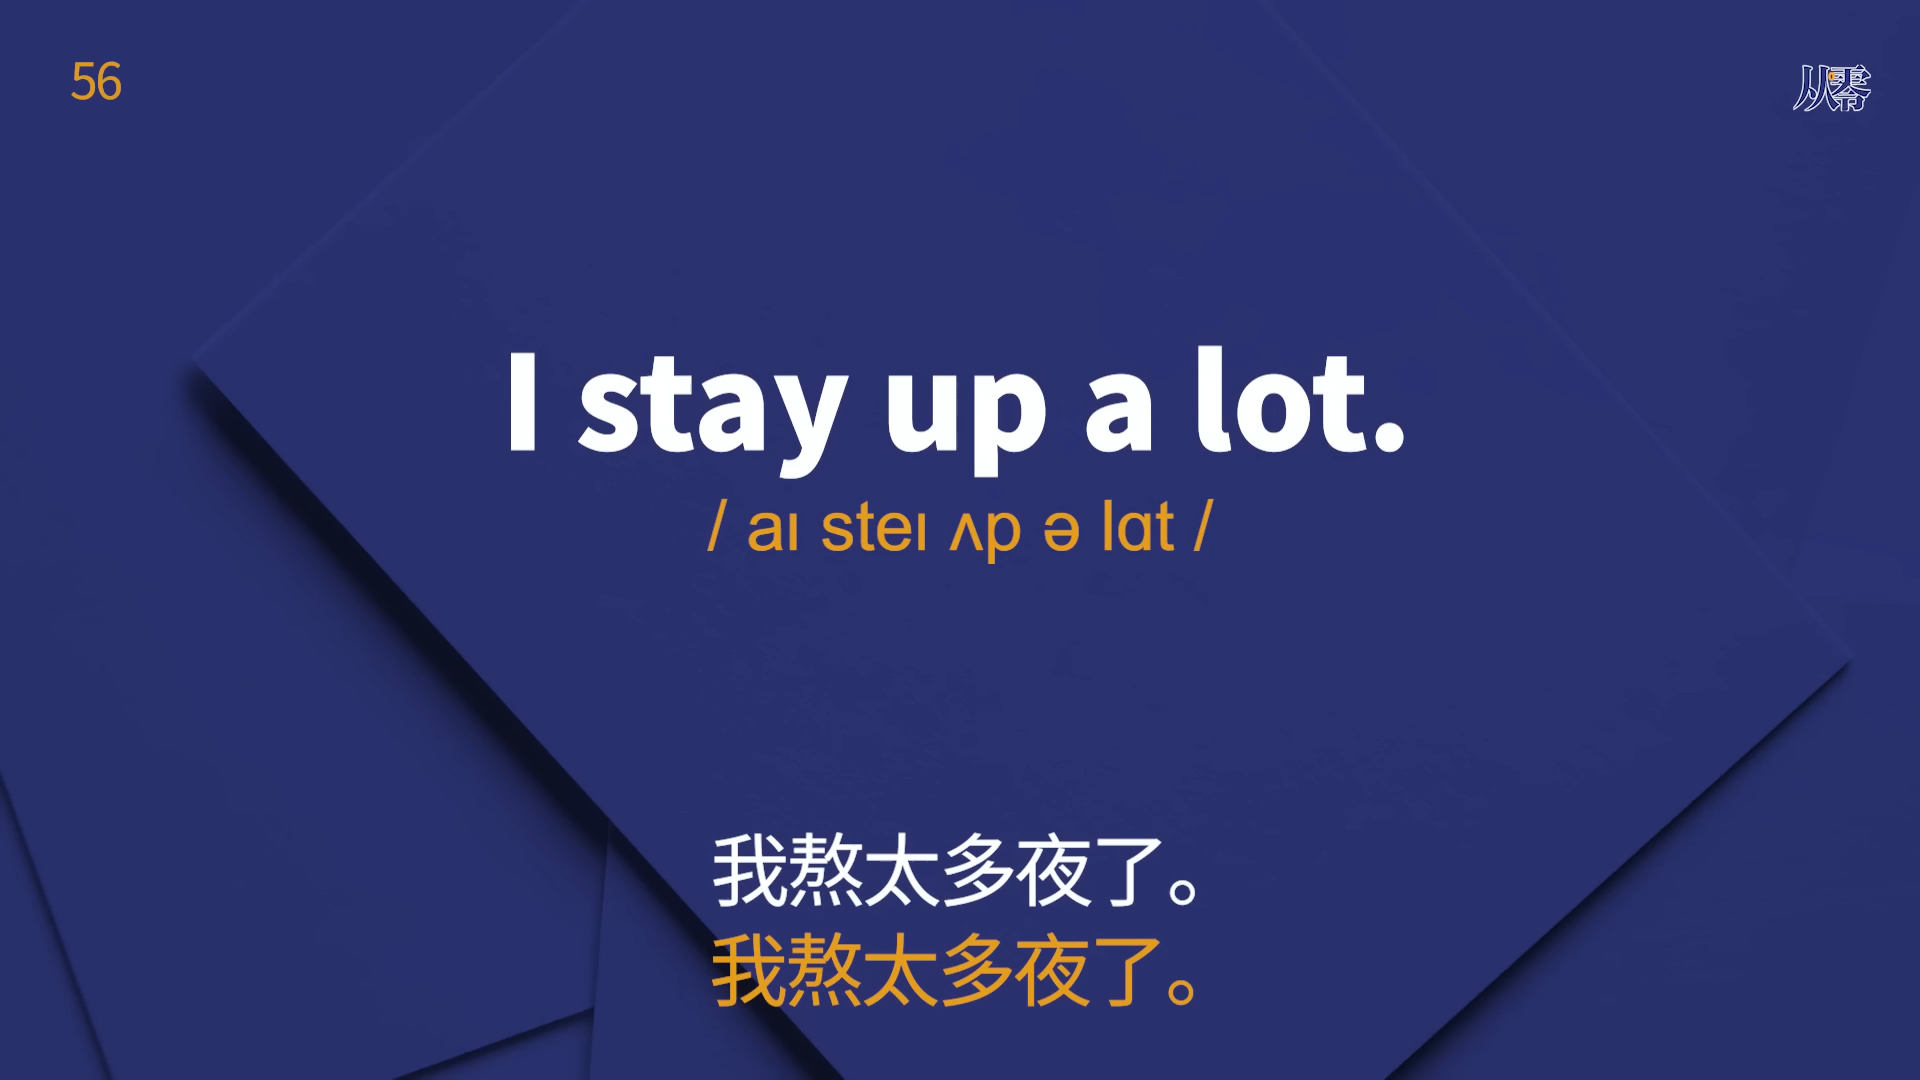 56
从零
I stay up a lot.
/ aɪ steɪ ʌp ə lɑt /
我熬太多夜了。
我熬太多夜了。